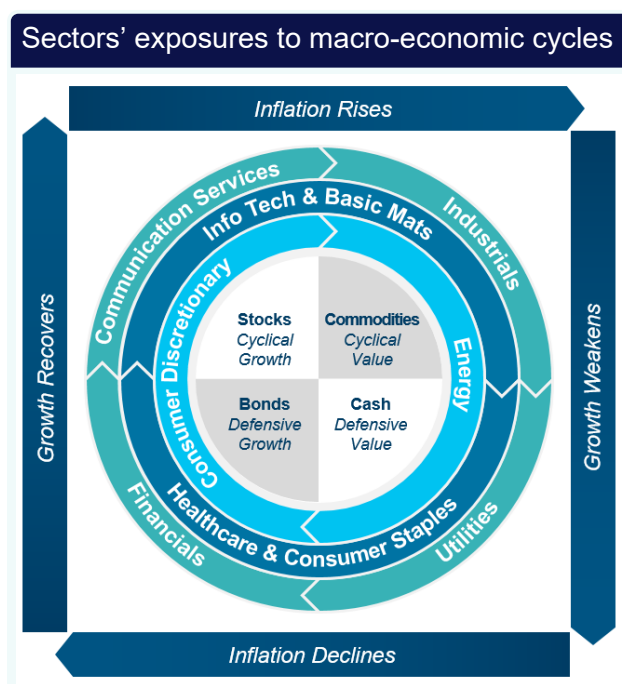 Sectors’ exposures to macro-economic cycles
Inflation Rises
Communication Services
Info Tech & Basic Mats
Industrials
Consumer Discretionary
Energy
Stocks
Cyclical
Growth
Commodities
Cyclical
Value
Growth Recovers
Growth Weakens
Bonds
Defensive
Growth
Cash
Defensive
Value
Financials
Healthcare & Consumer Staples
Utilities
Inflation Declines